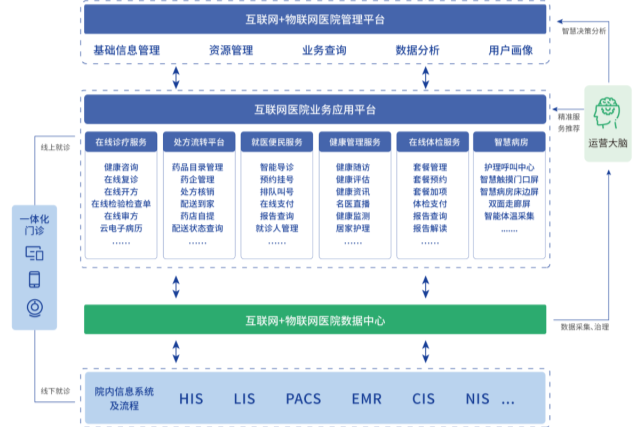 互联网+物联网医院管理平台
基础信息管理
资源管理
业务查询
数据分析
用户画像
智慧决策分析
互联网医院业务应用平台
精准服
务推荐
运营大脑
线上就诊
在线诊疗服务
健康咨询
在线复诊
在线开方
在线检验检查单
在线审方
云电子病历
......
处方流转平台
药品目录管理
药企管理
处方核销
配送到家
药店自提
配送状态查询
......
就医便民服务
智能导诊
预约挂号
排队叫号
在线支付
报告查询
就诊人管理
......
健康管理服务
健康随访
健康评估
健康资讯
名医直播
健康监测
居家护理
......
在线体检服务
套餐管理
套餐预约
套餐加项
体检支付
报告查询
报告解读
......
智慧病房
护理呼叫中心
智慧触摸门口屏
智慧病房床边屏
双面走廊屏
智能体温采集
......
一体化
门诊
互联网+物联网医院数据中心
数据采集、治理
线下就诊
院内信息系统
及流程
HIS
LIS
PACS
EMR
CIS
NIS
...